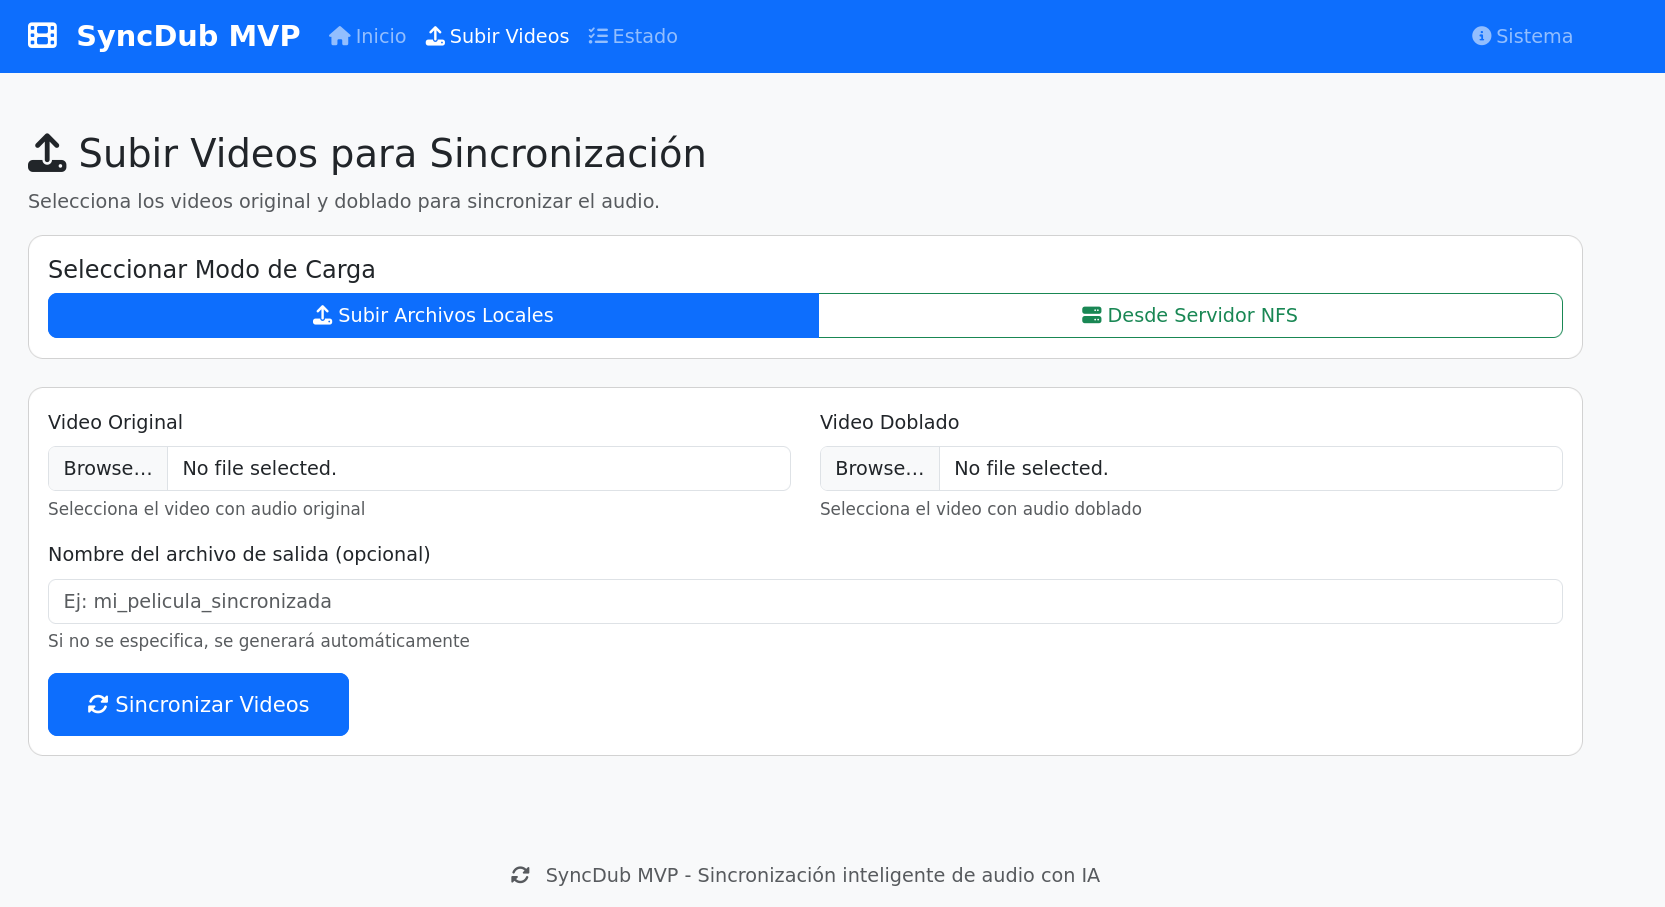 SyncDub MVP Inicio Subir Videos Estado Sistema
Subir Videos para Sincronización
Selecciona los videos original y doblado para sincronizar el audio.
Seleccionar Modo de Carga
Subir Archivos Locales Desde Servidor NFS
Video Original Video Doblado
Browse... No file selected. Browse... No file selected.
Selecciona el video con audio original Selecciona el video con audio doblado
Nombre del archivo de salida (opcional)
Ej: mi_pelicula_sincronizada
Si no se especifica, se generará automáticamente
Sincronizar Videos
SyncDub MVP - Sincronización inteligente de audio con IA